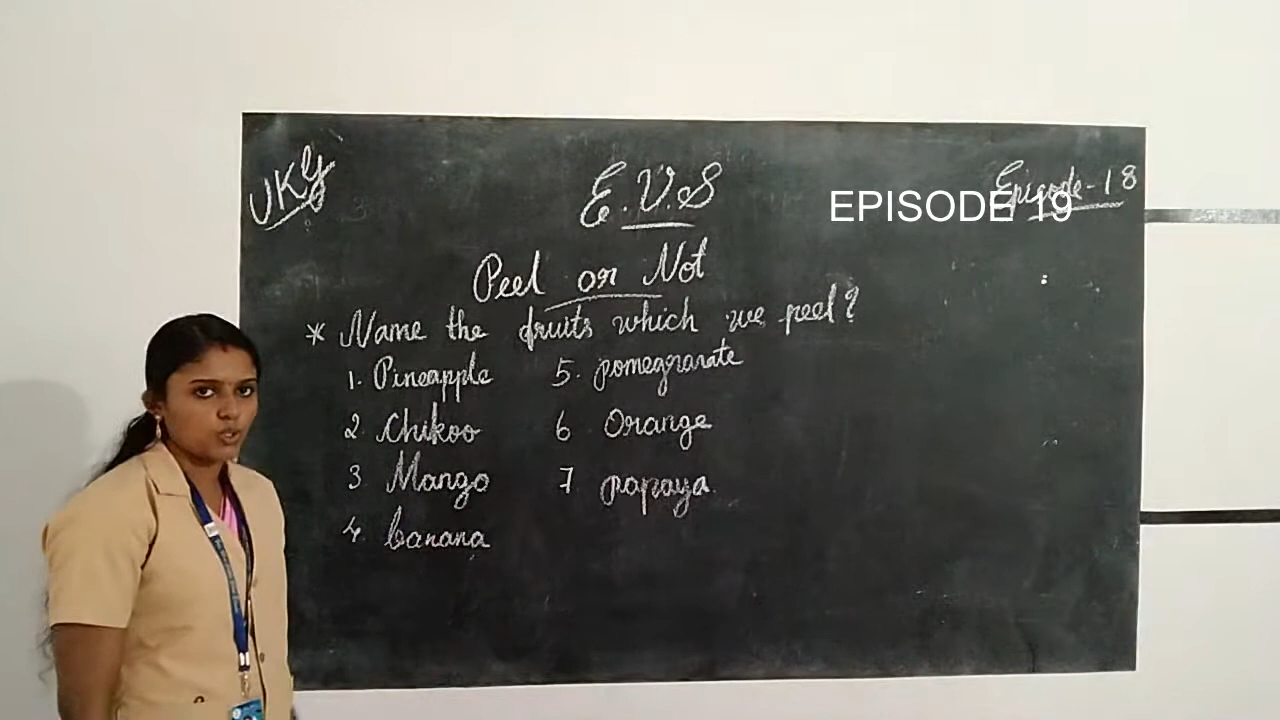 UKG
E.V.S
Episode-18
EPISODE 19
Peel or Not
* Name the fruits which we peel?
1. Pineapple 5. pomegranate
2 Chikoo 6 Orange
3 Mango 7 papaya
4. banana